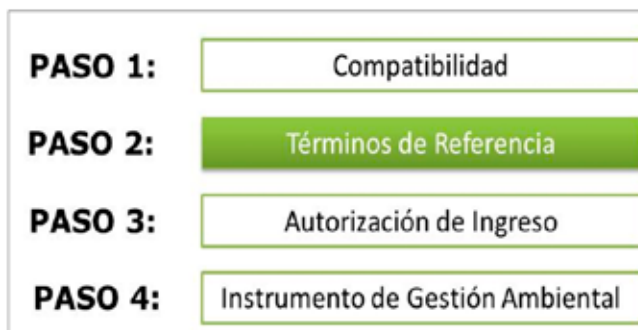 PASO 1: Compatibilidad
PASO 2: Términos de Referencia
PASO 3: Autorización de Ingreso
PASO 4: Instrumento de Gestión Ambiental